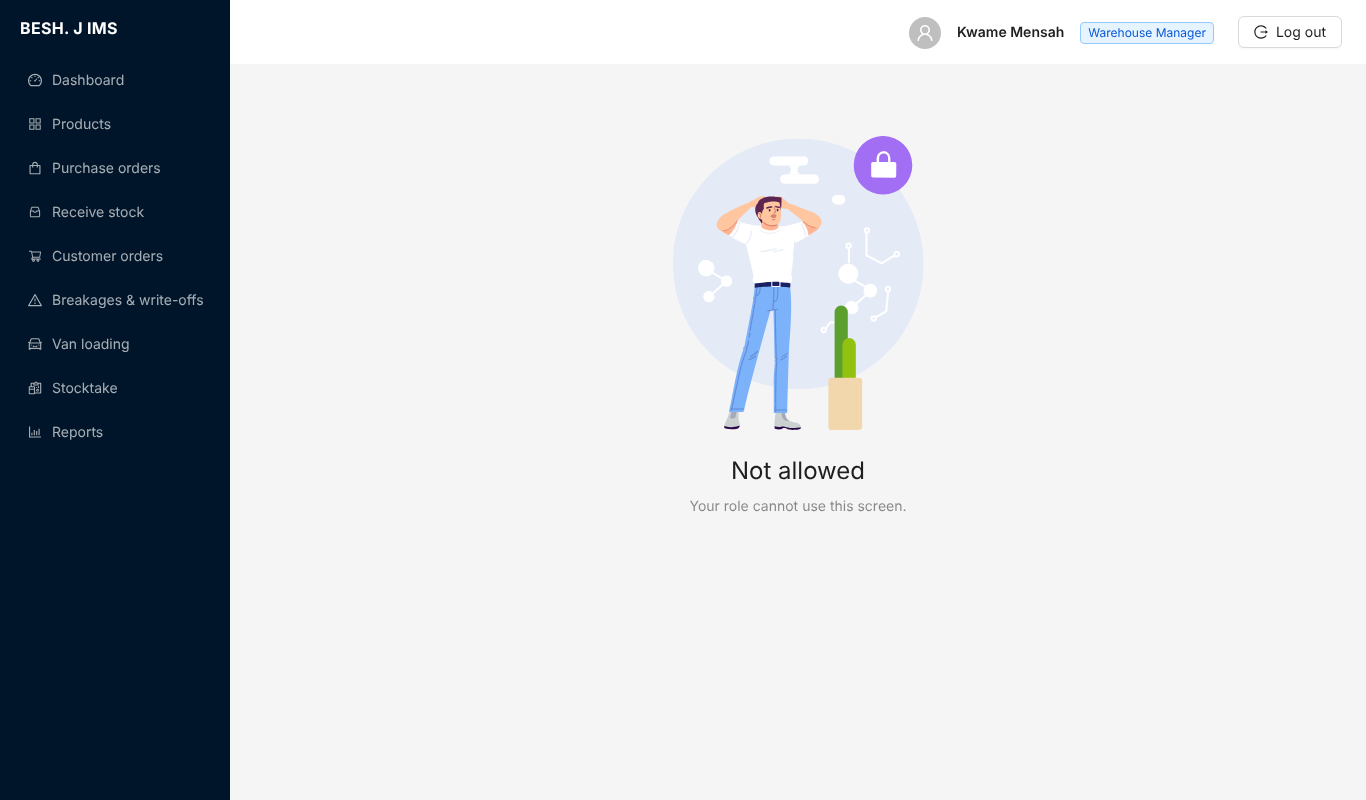 BESH. J IMS
Kwame Mensah
Warehouse Manager
Log out
Dashboard
Products
Purchase orders
Receive stock
Customer orders
Breakages & write-offs
Van loading
Stocktake
Reports
Not allowed
Your role cannot use this screen.